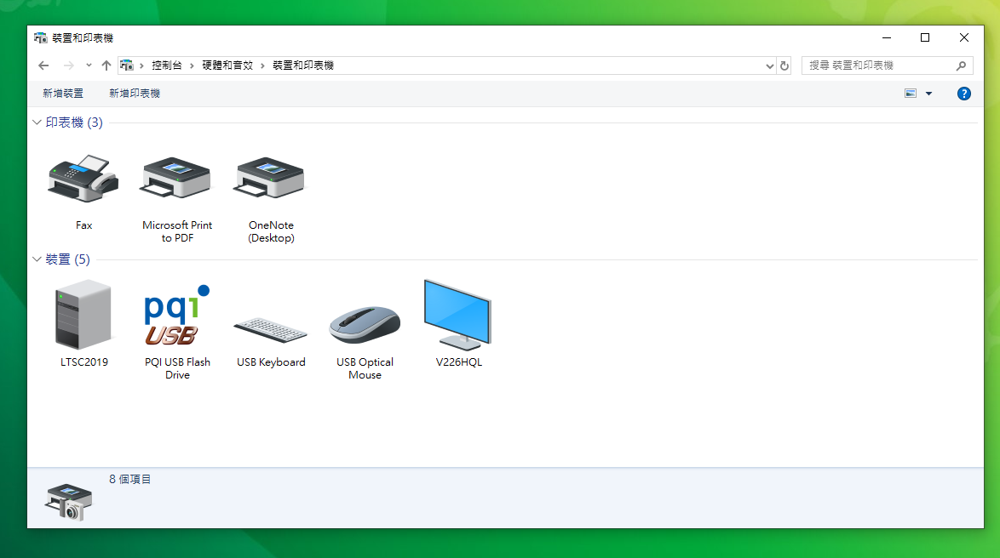 裝置和印表機
控制台 › 硬體和音效 › 裝置和印表機
搜尋 裝置和印表機
新增裝置 新增印表機
印表機 (3)
Fax
Microsoft Print
to PDF
OneNote
(Desktop)
裝置 (5)
LTSC2019
pqi
USB
PQI USB Flash
Drive
USB Keyboard
USB Optical
Mouse
V226HQL
8 個項目